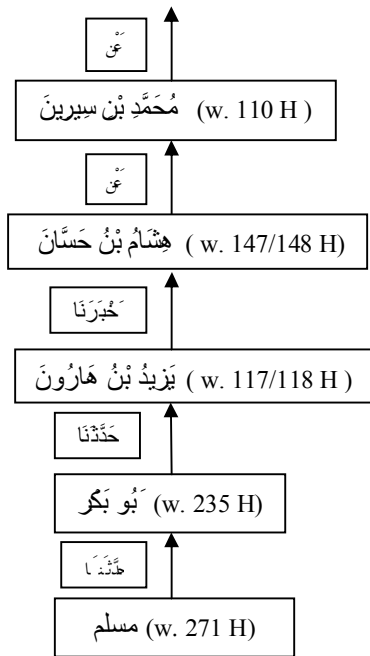 عَنْ
مُحَمَّدِ بْنِ سِيرِينَ (w. 110 H )
عَنْ
هِشَامُ بْنُ حَسَّانَ ( w. 147/148 H)
َخْبَرَنَا
يَزِيدُ بْنُ هَارُونَ ( w. 117/118 H )
حَدَّثَنَا
َبُو بَكْر (w. 235 H)
مسلم (w. 271 H)